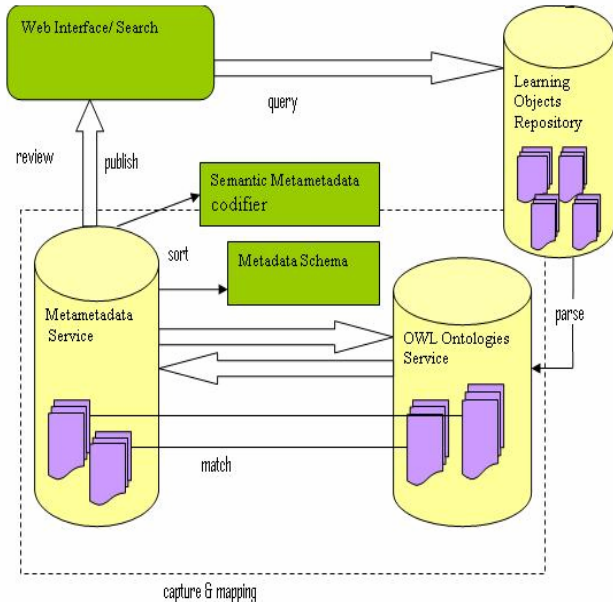 Web Interface/ Search
Learning
Objects
Repository
query
review
publish
Semantic Metametadata
codifier
sort
Metadata Schema
Metametadata
Service
OWL Ontologies
Service
parse
match
capture & mapping